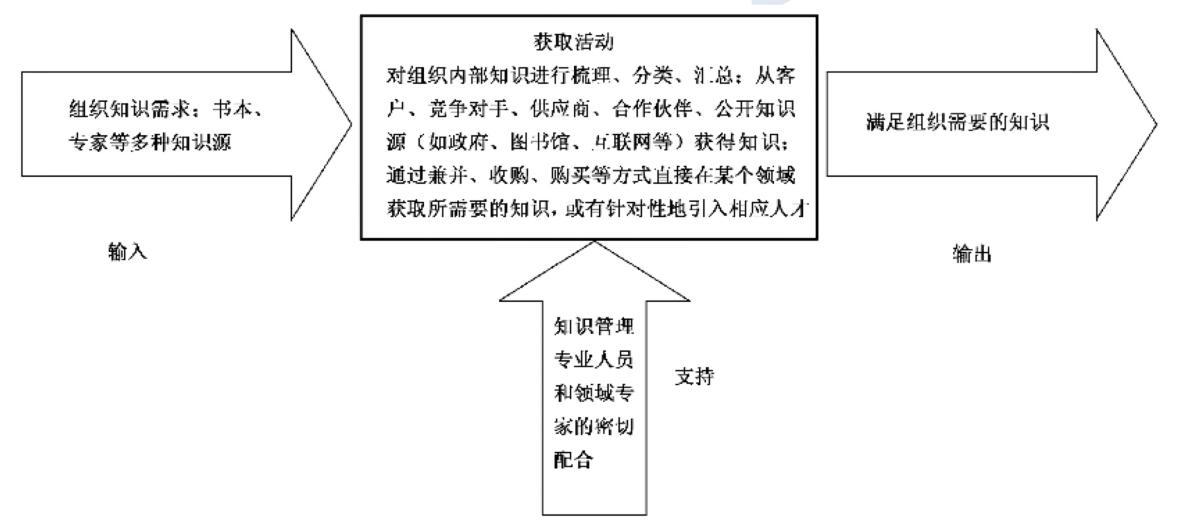 组织知识需求；书本、
专家等多种知识源
输入
获取活动
对组织内部知识进行梳理、分类、汇总；从客
户、竞争对手、供应商、合作伙伴、公开知识
源（如政府、图书馆、互联网等）获得知识；
通过兼并、收购、购买等方式直接在某个领域
获取所需要的知识，或有针对性地引入相应人才
满足组织需要的知识
输出
知识管理
专业人员
和领域专
家的密切
配合
支持